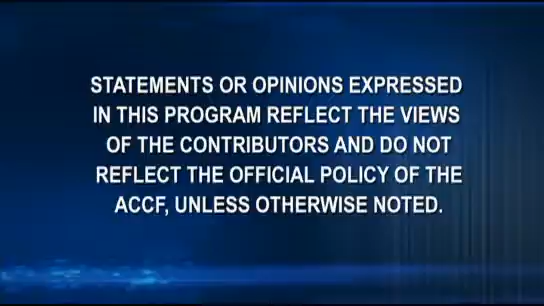 STATEMENTS OR OPINIONS EXPRESSED
IN THIS PROGRAM REFLECT THE VIEWS
OF THE CONTRIBUTORS AND DO NOT
REFLECT THE OFFICIAL POLICY OF THE
ACCF, UNLESS OTHERWISE NOTED.